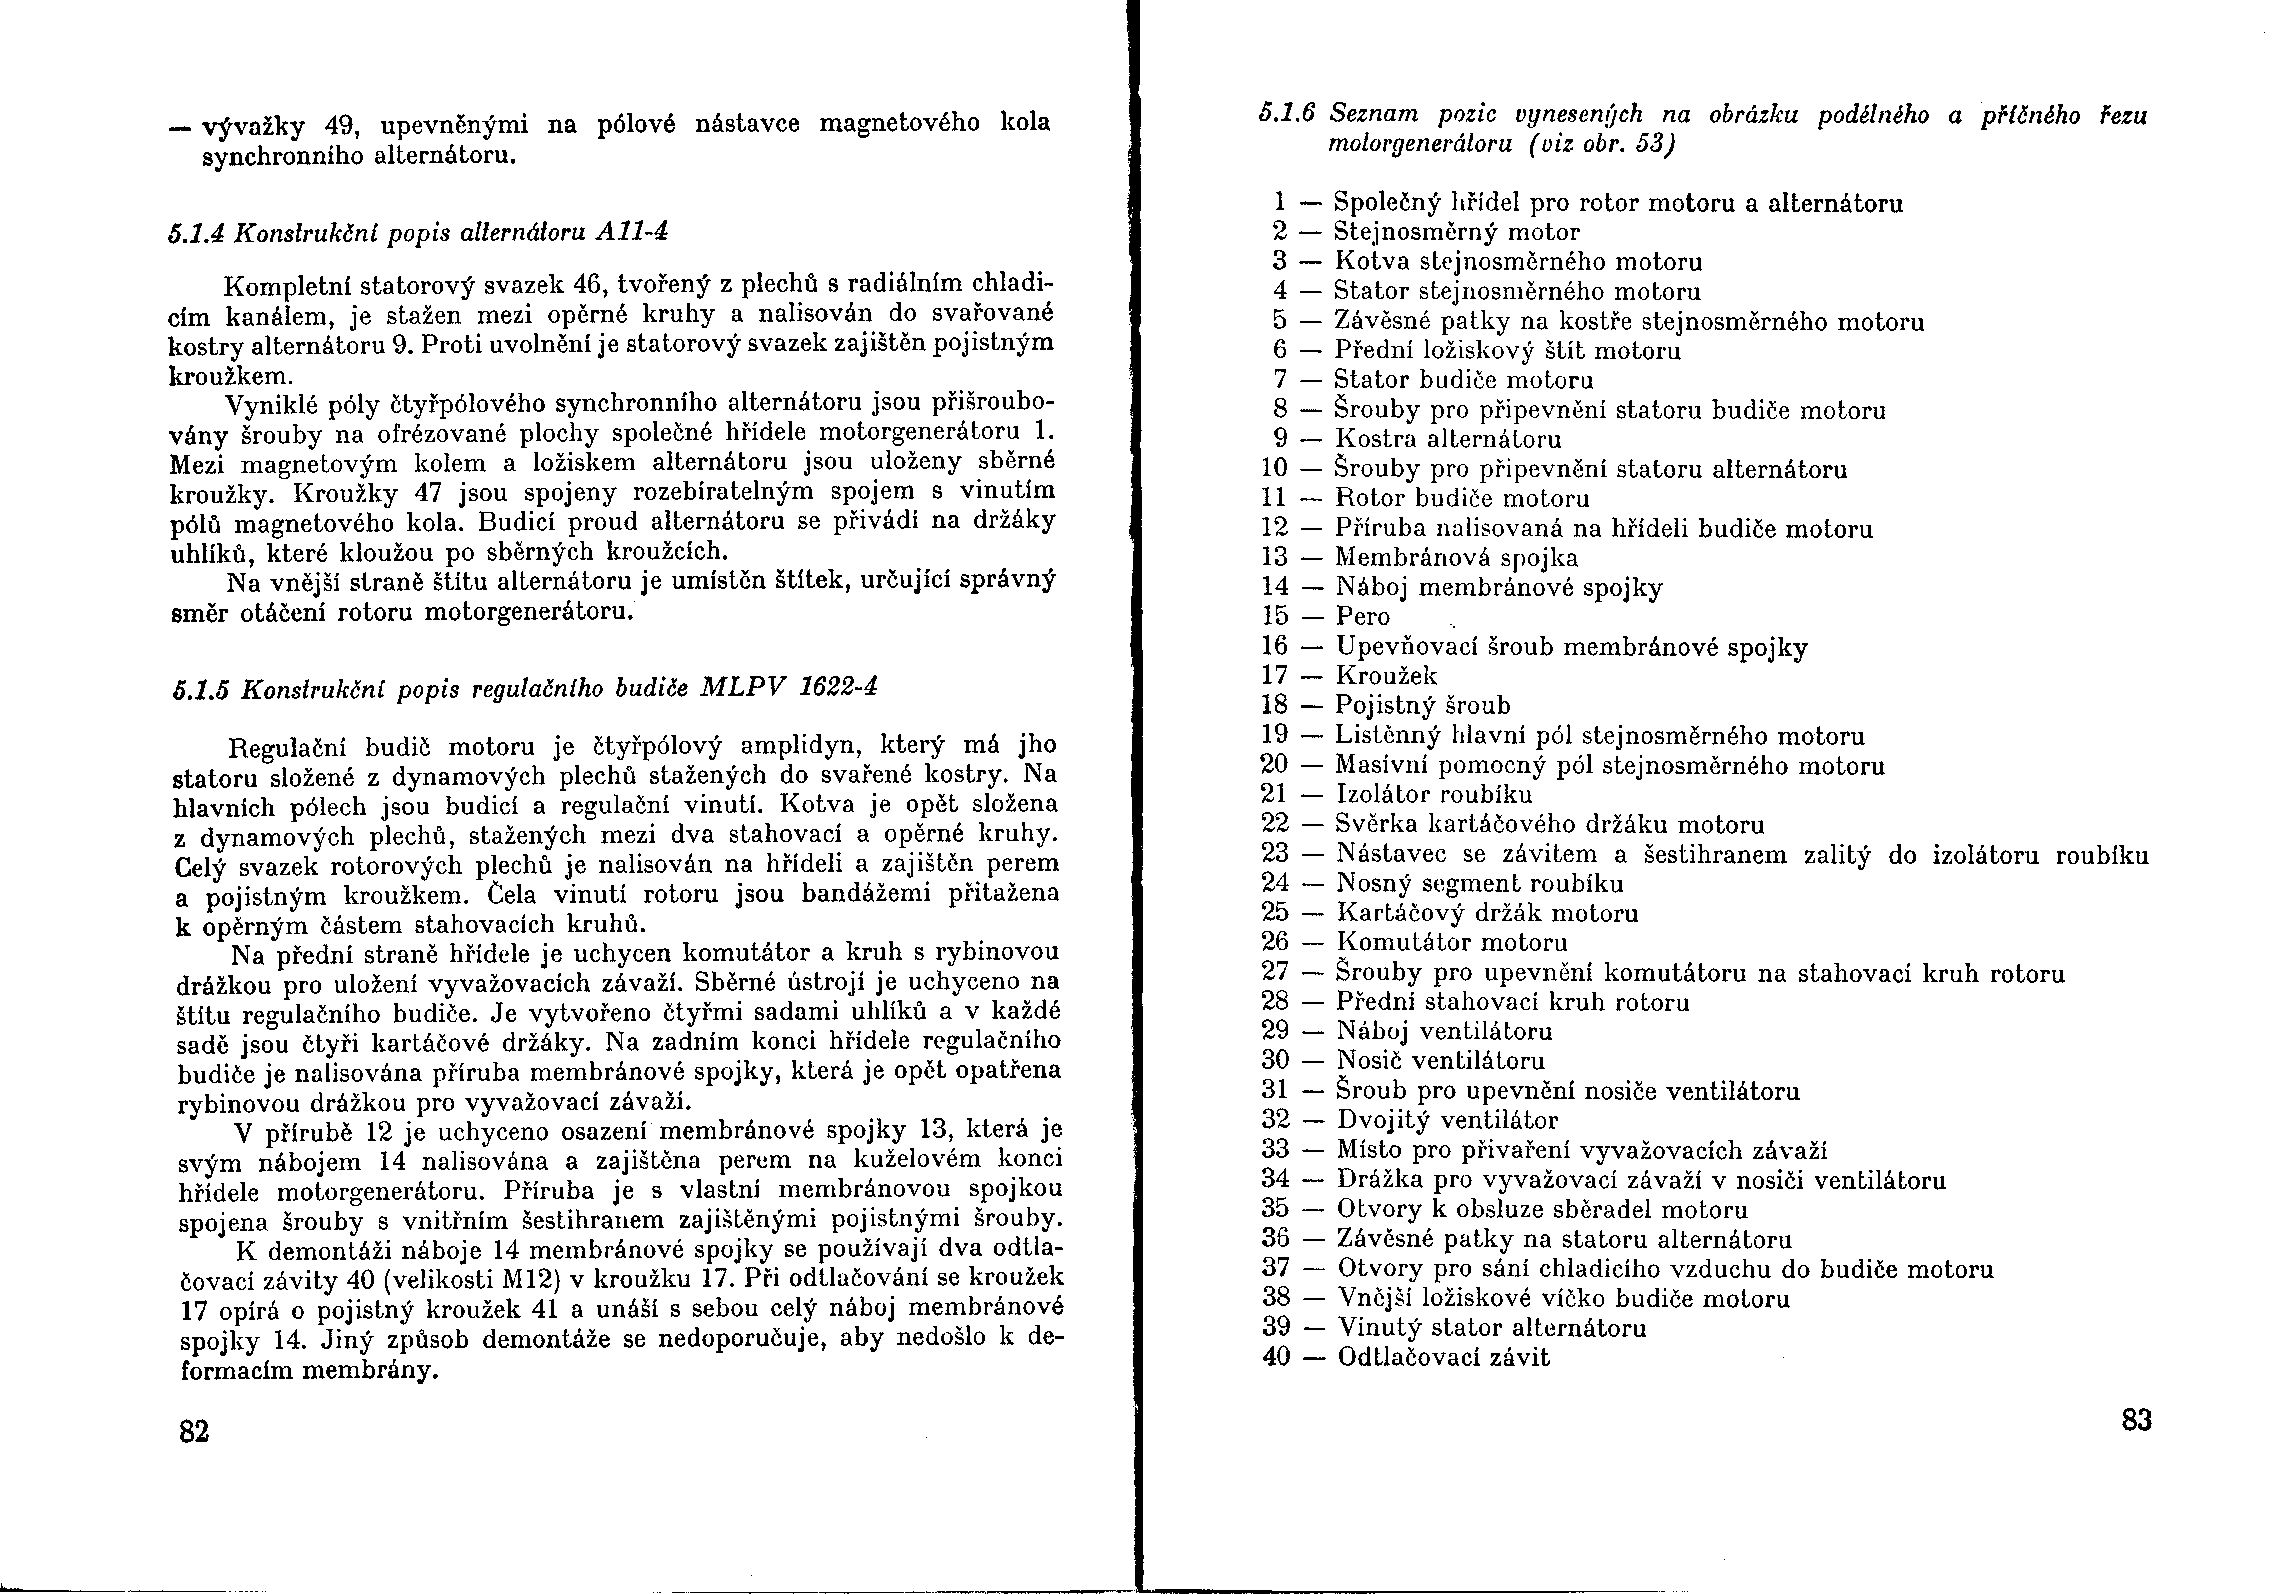 — vývažky 49, upevněnými na pólové nástavce magnetového kola
synchronního alternátoru.
5.1.4 Konstrukční popis alternátoru A11-4
Kompletní statorový svazek 46, tvořený z plechů s radiálním chladi-
cím kanálem, je stažen mezi opěrné kruhy a nalisován do svařované
kostry alternátoru 9. Proti uvolnění je statorový svazek zajištěn pojistným
kroužkem.
Vyniklé póly čtyřpólového synchronního alternátoru jsou přišroubo-
vány šrouby na ofrézované plochy společné hřídele motorgenerátoru 1.
Mezi magnetovým kolem a ložiskem alternátoru jsou uloženy sběrné
kroužky. Kroužky 47 jsou spojeny rozebíratelným spojem s vinutím
pólů magnetového kola. Budicí proud alternátoru se přivádí na držáky
uhlíků, které kloužou po sběrných kroužcích.
Na vnější straně štítu alternátoru je umístěn štítek, určující správný
směr otáčení rotoru motorgenerátoru.
5.1.5 Konstrukční popis regulačního budiče MLPV 1622-4
Regulační budič motoru je čtyřpólový amplidyn, který má jho
statoru složené z dynamových plechů stažených do svařené kostry. Na
hlavních pólech jsou budicí a regulační vinutí. Kotva je opět složena
z dynamových plechů, stažených mezi dva stahovací a opěrné kruhy.
Celý svazek rotorových plechů je nalisován na hřídeli a zajištěn perem
a pojistným kroužkem. Čela vinutí rotoru jsou bandážemi přitažena
k opěrným částem stahovacích kruhů.
Na přední straně hřídele je uchycen komutátor a kruh s rybinovou
drážkou pro uložení vyvažovacích závaží. Sběrné ústrojí je uchyceno na
štítu regulačního budiče. Je vytvořeno čtyřmi sadami uhlíků a v každé
sadě jsou čtyři kartáčové držáky. Na zadním konci hřídele regulačního
budiče je nalisována příruba membránové spojky, která je opět opatřena
rybinovou drážkou pro vyvažovací závaží.
V přírubě 12 je uchyceno osazení membránové spojky 13, která je
svým nábojem 14 nalisována a zajištěna perem na kuželovém konci
hřídele motorgenerátoru. Příruba je s vlastní membránovou spojkou
spojena šrouby s vnitřním šestihranem zajištěnými pojistnými šrouby.
K demontáži náboje 14 membránové spojky se používají dva odtla-
čovací závity 40 (velikosti M12) v kroužku 17. Při odtlačování se kroužek
17 opírá o pojistný kroužek 41 a unáší s sebou celý náboj membránové
spojky 14. Jiný způsob demontáže se nedoporučuje, aby nedošlo k de-
formacím membrány.
82
5.1.6 Seznam pozic vynesených na obrázku podélného a příčného řezu
motorgenerátoru (viz obr. 53)
1 — Společný hřídel pro rotor motoru a alternátoru
2 — Stejnosměrný motor
3 — Kotva stejnosměrného motoru
4 — Stator stejnosměrného motoru
5 — Závěsné patky na kostře stejnosměrného motoru
6 — Přední ložiskový štít motoru
7 — Stator budiče motoru
8 — Šrouby pro připevnění statoru budiče motoru
9 — Kostra alternátoru
10 — Šrouby pro připevnění statoru alternátoru
11 — Rotor budiče motoru
12 — Příruba nalisovaná na hřídeli budiče motoru
13 — Membránová spojka
14 — Náboj membránové spojky
15 — Pero
16 — Upevňovací šroub membránové spojky
17 — Kroužek
18 — Pojistný šroub
19 — Listěnný hlavní pól stejnosměrného motoru
20 — Masívní pomocný pól stejnosměrného motoru
21 — Izolátor roubíku
22 — Svěrka kartáčového držáku motoru
23 — Nástavec se závitem a šestihranem zalitý do izolátoru roubíku
24 — Nosný segment roubíku
25 — Kartáčový držák motoru
26 — Komutátor motoru
27 — Šrouby pro upevnění komutátoru na stahovací kruh rotoru
28 — Přední stahovací kruh rotoru
29 — Náboj ventilátoru
30 — Nosič ventilátoru
31 — Šroub pro upevnění nosiče ventilátoru
32 — Dvojitý ventilátor
33 — Místo pro přivaření vyvažovacích závaží
34 — Drážka pro vyvažovací závaží v nosiči ventilátoru
35 — Otvory k obsluze sběradel motoru
36 — Závěsné patky na statoru alternátoru
37 — Otvory pro sání chladicího vzduchu do budiče motoru
38 — Vnější ložiskové víčko budiče motoru
39 — Vinutý stator alternátoru
40 — Odtlačovací závit
83